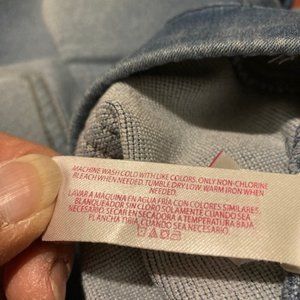 MACHINE WASH COLD WITH LIKE COLORS. ONLY NON-CHLORINE
BLEACH WHEN NEEDED. TUMBLE DRY LOW. WARM IRON WHEN
NEEDED.
LAVAR A MAQUINA EN AGUA FRÍA CON COLORES SIMILARES.
BLANQUEADOR SIN CLORO SOLAMENTE CUANDO SEA
NECESARIO. SECAR EN SECADORA A TEMPERATURA BAJA.
PLANCHA TIBIA, CUANDO SEA NECESARIO.